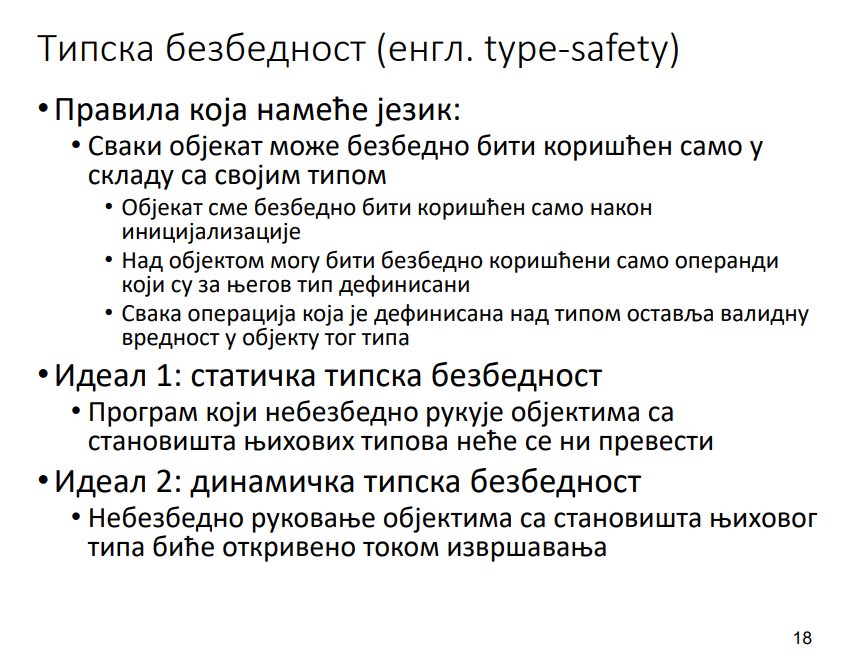 Типска безбедност (енгл. type-safety)
• Правила која намеће језик:
• Сваки објекат може безбедно бити коришћен само у
складу са својим типом
• Објекат сме безбедно бити коришћен само након
иницијализације
• Над објектом могу бити безбедно коришћени само операнди
који су за његов тип дефинисани
• Свака операција која је дефинисана над типом оставља валидну
вредност у објекту тог типа
• Идеал 1: статичка типска безбедност
• Програм који небезбедно рукује објектима са
становишта њихових типова неће се ни превести
• Идеал 2: динамичка типска безбедност
• Небезбедно руковање објектима са становишта њиховог
типа биће откривено током извршавања
18